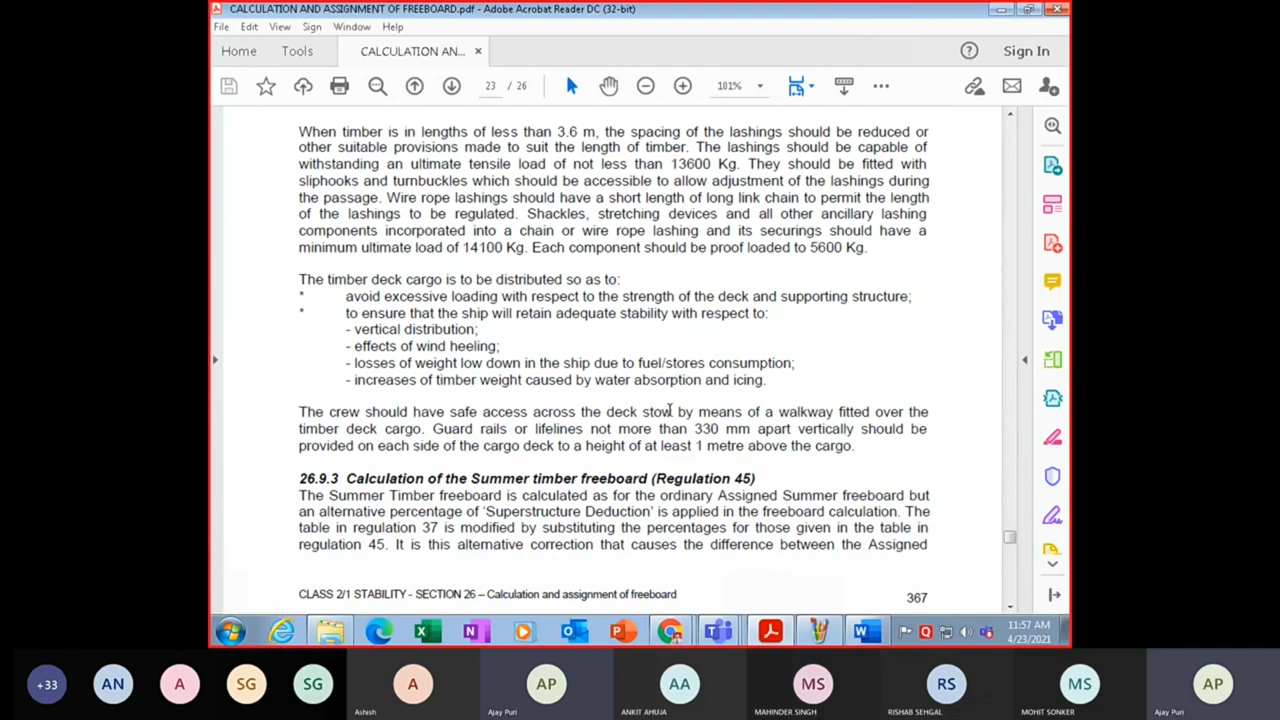 CALCULATION AND ASSIGNMENT OF FREEBOARD.pdf - Adobe Acrobat Reader DC (32-bit)
File Edit View Sign Window Help
Home Tools CALCULATION AN... × Sign In
23 / 26 101%
When timber is in lengths of less than 3.6 m, the spacing of the lashings should be reduced or
other suitable provisions made to suit the length of timber. The lashings should be capable of
withstanding an ultimate tensile load of not less than 13600 Kg. They should be fitted with
sliphooks and turnbuckles which should be accessible to allow adjustment of the lashings during
the passage. Wire rope lashings should have a short length of long link chain to permit the length
of the lashings to be regulated. Shackles, stretching devices and all other ancillary lashing
components incorporated into a chain or wire rope lashing and its securings should have a
minimum ultimate load of 14100 Kg. Each component should be proof loaded to 5600 Kg.
The timber deck cargo is to be distributed so as to:
* avoid excessive loading with respect to the strength of the deck and supporting structure;
* to ensure that the ship will retain adequate stability with respect to:
- vertical distribution;
- effects of wind heeling;
- losses of weight low down in the ship due to fuel/stores consumption;
- increases of timber weight caused by water absorption and icing.
The crew should have safe access across the deck stow by means of a walkway fitted over the
timber deck cargo. Guard rails or lifelines not more than 330 mm apart vertically should be
provided on each side of the cargo deck to a height of at least 1 metre above the cargo.
26.9.3 Calculation of the Summer timber freeboard (Regulation 45)
The Summer Timber freeboard is calculated as for the ordinary Assigned Summer freeboard but
an alternative percentage of ‘Superstructure Deduction’ is applied in the freeboard calculation. The
table in regulation 37 is modified by substituting the percentages for those given in the table in
regulation 45. It is this alternative correction that causes the difference between the Assigned
CLASS 2/1 STABILITY - SECTION 26 – Calculation and assignment of freeboard 367
11:57 AM
4/23/2021
+33 AN A SG SG A AP AA MS RS MS AP
Ashish Ajay Puri ANKIT AHUJA MAHINDER SINGH RISHAB SEHGAL MOHIT SONKER Ajay Puri